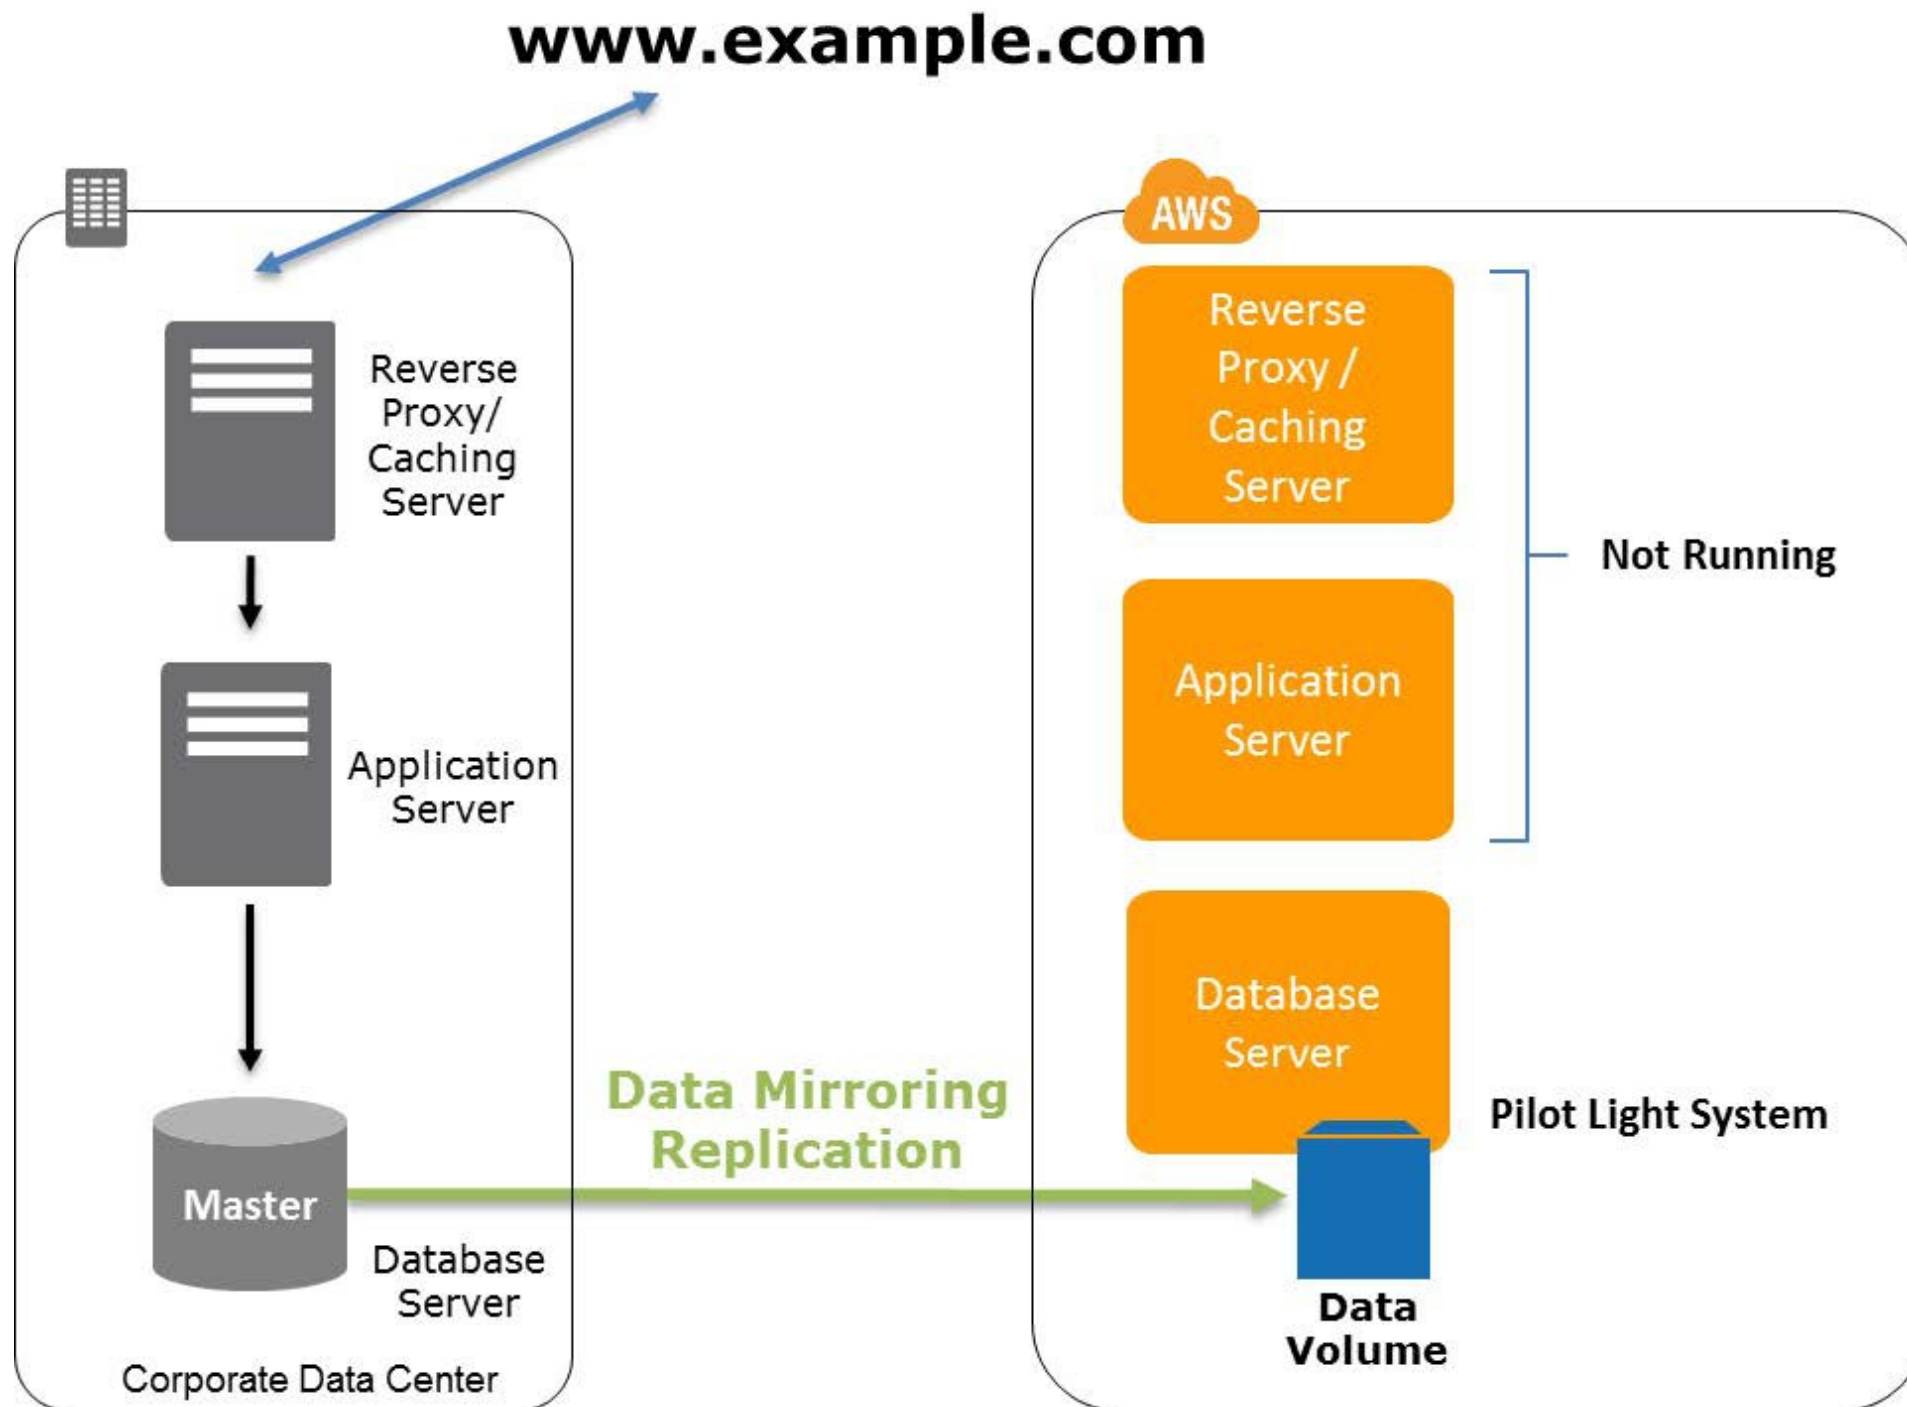 www.example.com
AWS
Reverse
Proxy/
Caching
Server
Application
Server
Master
Database
Server
Corporate Data Center
Data Mirroring
Replication
Reverse
Proxy /
Caching
Server
Not Running
Application
Server
Database
Server
Pilot Light System
Data
Volume